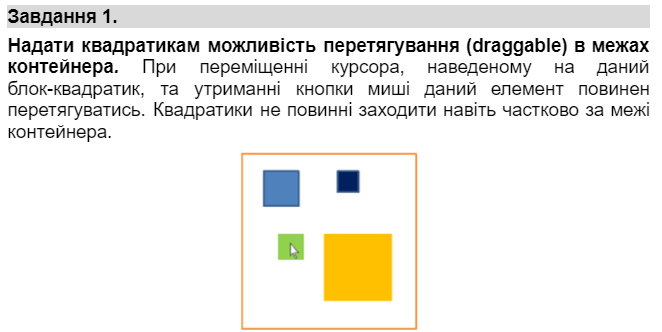 Завдання 1.
Надати квадратикам можливість перетягування (draggable) в межах
контейнера. При переміщенні курсора, наведеному на даний
блок-квадратик, та утриманні кнопки миші даний елемент повинен
перетягуватись. Квадратики не повинні заходити навіть частково за межі
контейнера.